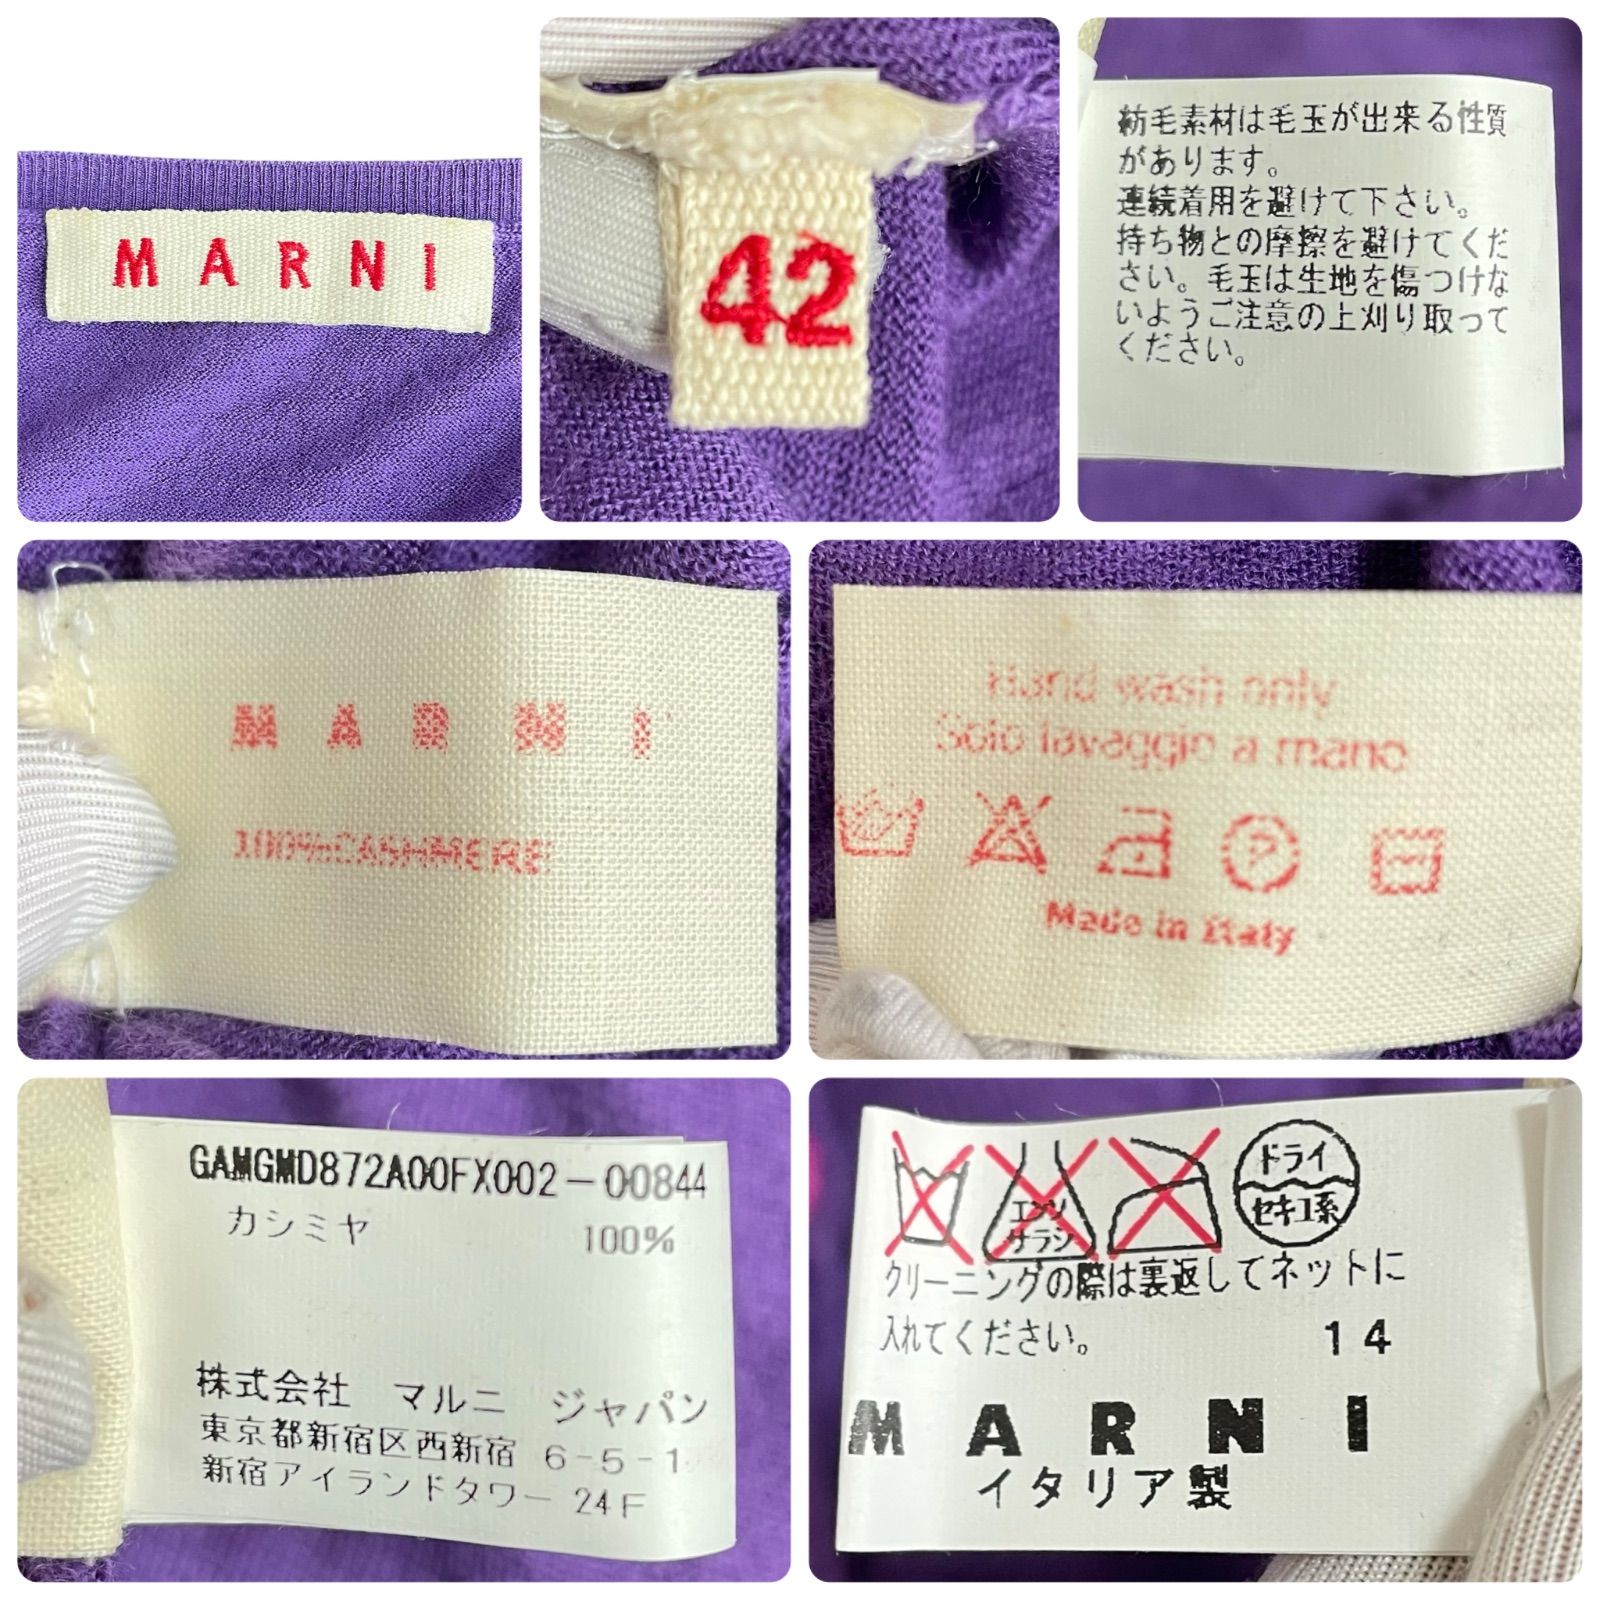 MARNI
42
紡毛素材は毛玉が出来る性質
があります。
連続着用を避けて下さい。
持ち物との摩擦を避けてくだ
さい。毛玉は生地を傷つけな
いようご注意の上刈り取って
ください。
MARNI
100%CASHMERE
Hand wash only
Solo lavaggio a mano
P
Made in Italy
GAMGMD872A00FX002-00844
カシミヤ 100%
株式会社 マルニ ジャパン
東京都新宿区西新宿 6-5-1
新宿アイランドタワー 24F
エンソ
サラシ
ドライ
セキユ系
クリーニングの際は裏返してネットに
入れてください。 14
MARNI
イタリア製